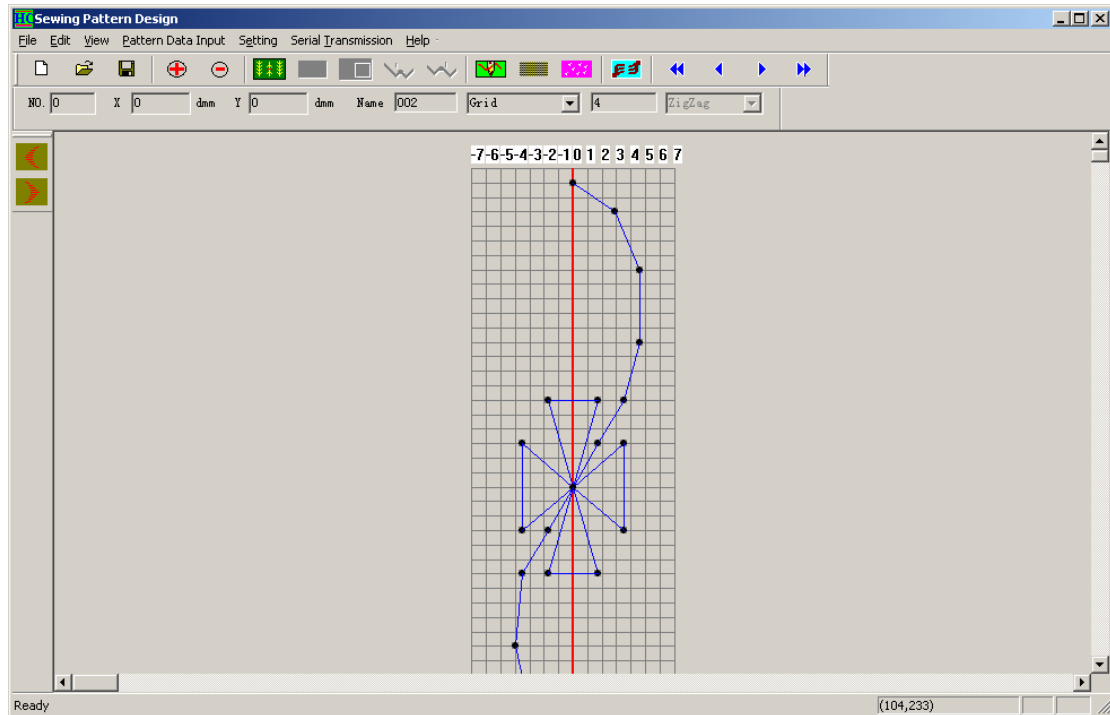 HC Sewing Pattern Design
File Edit View Pattern Data Input Setting Serial Transmission Help
NO. 0 X 0 dmm Y 0 dmm Name 002 Grid 4 ZigZag
-7-6-5-4-3-2-1 0 1 2 3 4 5 6 7
Ready (104,233)